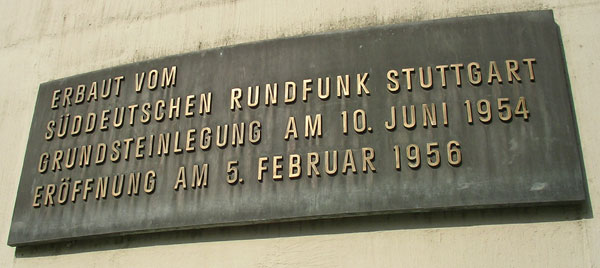 ERBAUT VOM
SÜDDEUTSCHEN RUNDFUNK STUTTGART
GRUNDSTEINLEGUNG AM 10. JUNI 1954
ERÖFFNUNG AM 5. FEBRUAR 1956